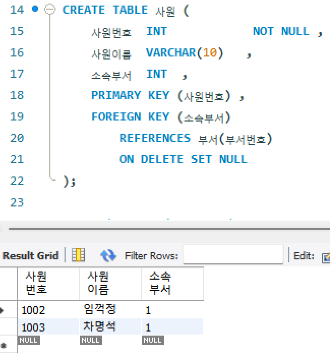 14 CREATE TABLE 사원 (
15 사원번호 INT NOT NULL ,
16 사원이름 VARCHAR(10) ,
17 소속부서 INT ,
18 PRIMARY KEY (사원번호) ,
19 FOREIGN KEY (소속부서)
20 REFERENCES 부서(부서번호)
21 ON DELETE SET NULL
22 );
23
Result Grid Filter Rows: Edit:
사원 사원 소속
번호 이름 부서
1002 임꺽정 1
1003 차명석 1
NULL NULL NULL